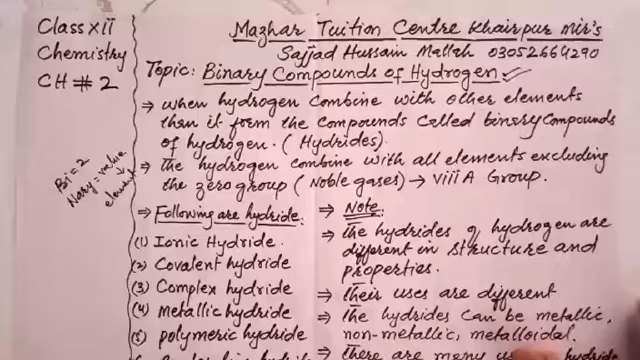 Class XII
Chemistry
CH # 2
Mazhar Tuition Centre Khairpur Mir's
Sajjad Hussain Mallah 03052664290
Topic: Binary Compounds of Hydrogen
⇒ when hydrogen combine with other elements
then it form the compounds called binary compounds
of hydrogen. (Hydrides).
⇒ The hydrogen combine with all elements excluding
the zero group (Noble gases) → VIII A Group.
Bi = 2
Nary = value
↓
element
⇒ Following are hydride:
(1) Ionic Hydride.
(2) Covalent hydride
(3) Complex hydride
(4) Metallic hydride
(5) polymeric hydride
⇒ Note:
⇒ The hydrides of hydrogen are
different in structure and
properties.
⇒ Their uses are different
⇒ The hydrides can be metallic,
non-metallic, metalloidal.
⇒ There are many hydride